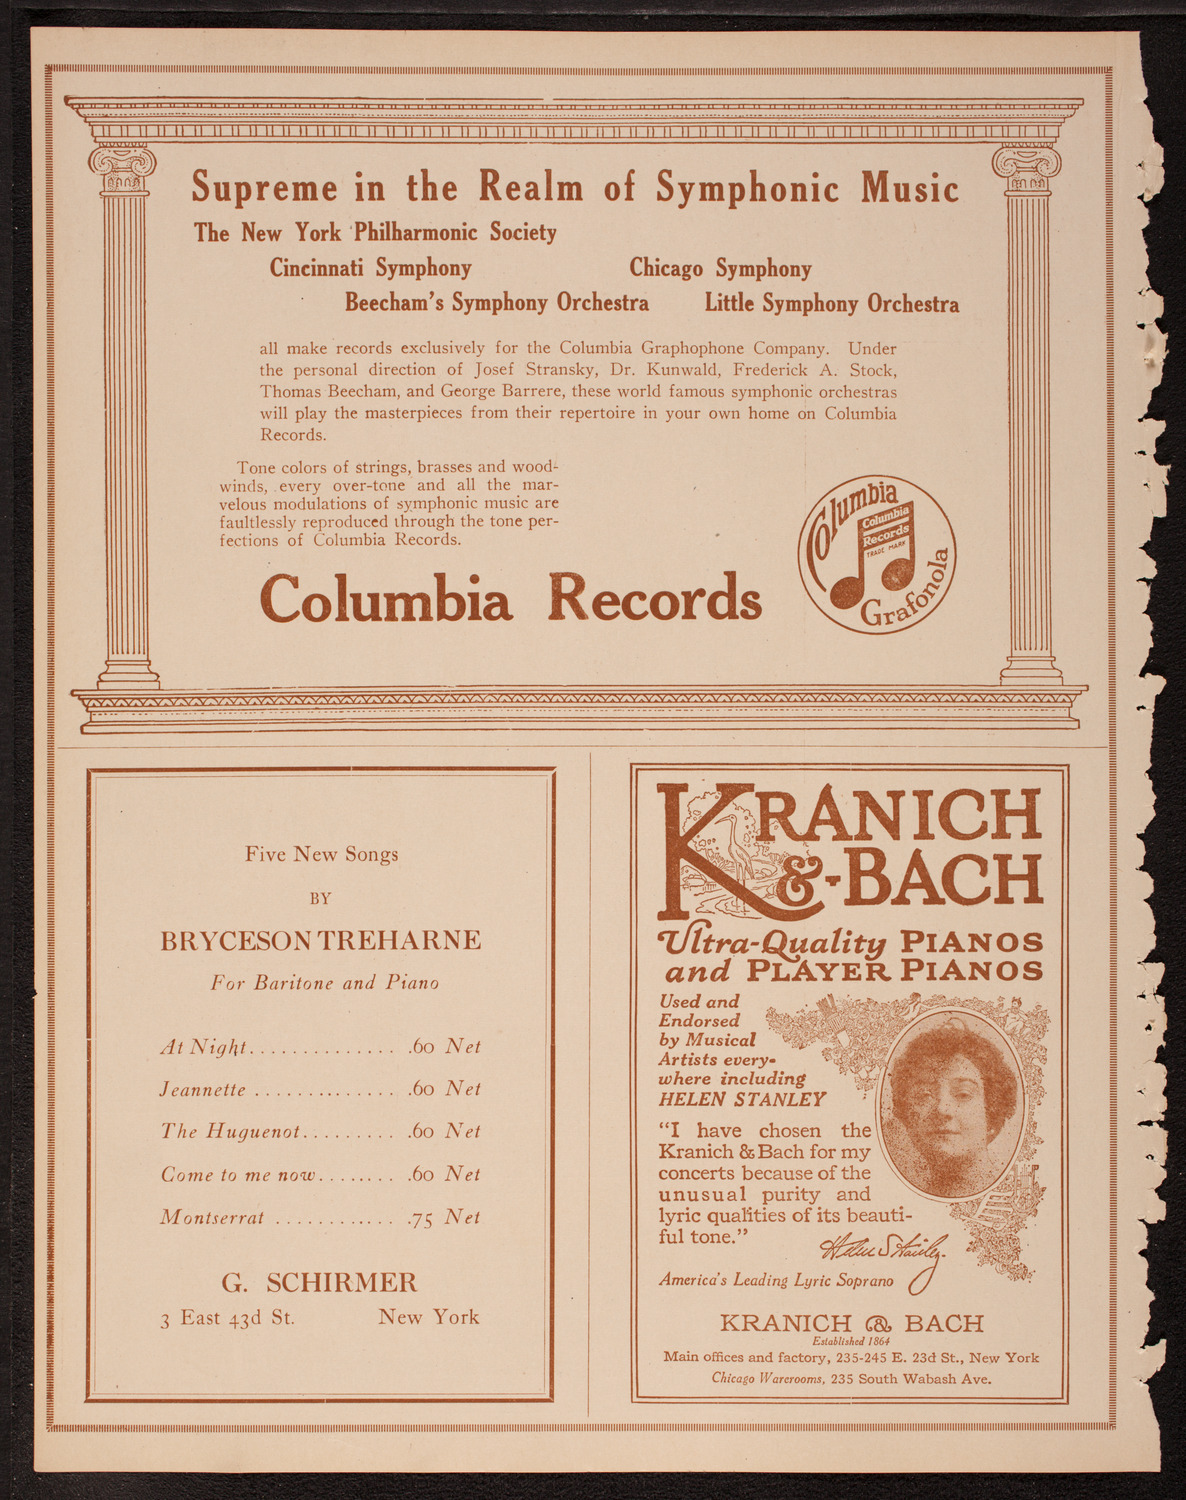 Supreme in the Realm of Symphonic Music
The New York Philharmonic Society
Cincinnati Symphony Chicago Symphony
Beecham's Symphony Orchestra Little Symphony Orchestra
all make records exclusively for the Columbia Graphophone Company. Under
the personal direction of Josef Stransky, Dr. Kunwald, Frederick A. Stock,
Thomas Beecham, and George Barrere, these world famous symphonic orchestras
will play the masterpieces from their repertoire in your own home on Columbia
Records.
Tone colors of strings, brasses and wood-
winds, every over-tone and all the mar-
velous modulations of symphonic music are
faultlessly reproduced through the tone per-
fections of Columbia Records.
Columbia Records
Columbia
Columbia
Records
TRADE MARK
Grafonola
Five New Songs
BY
BRYCESON TREHARNE
For Baritone and Piano
At Night.............. .60 Net
Jeannette .............. .60 Net
The Huguenot......... .60 Net
Come to me now........ .60 Net
Montserrat ............ .75 Net
G. SCHIRMER
3 East 43d St. New York
KRANICH
&-BACH
Ultra-Quality PIANOS
and PLAYER PIANOS
Used and
Endorsed
by Musical
Artists every-
where including
HELEN STANLEY
"I have chosen the
Kranich & Bach for my
concerts because of the
unusual purity and
lyric qualities of its beauti-
ful tone."
Helen Stanley.
America's Leading Lyric Soprano
KRANICH & BACH
Established 1864
Main offices and factory, 235-245 E. 23d St., New York
Chicago Warerooms, 235 South Wabash Ave.